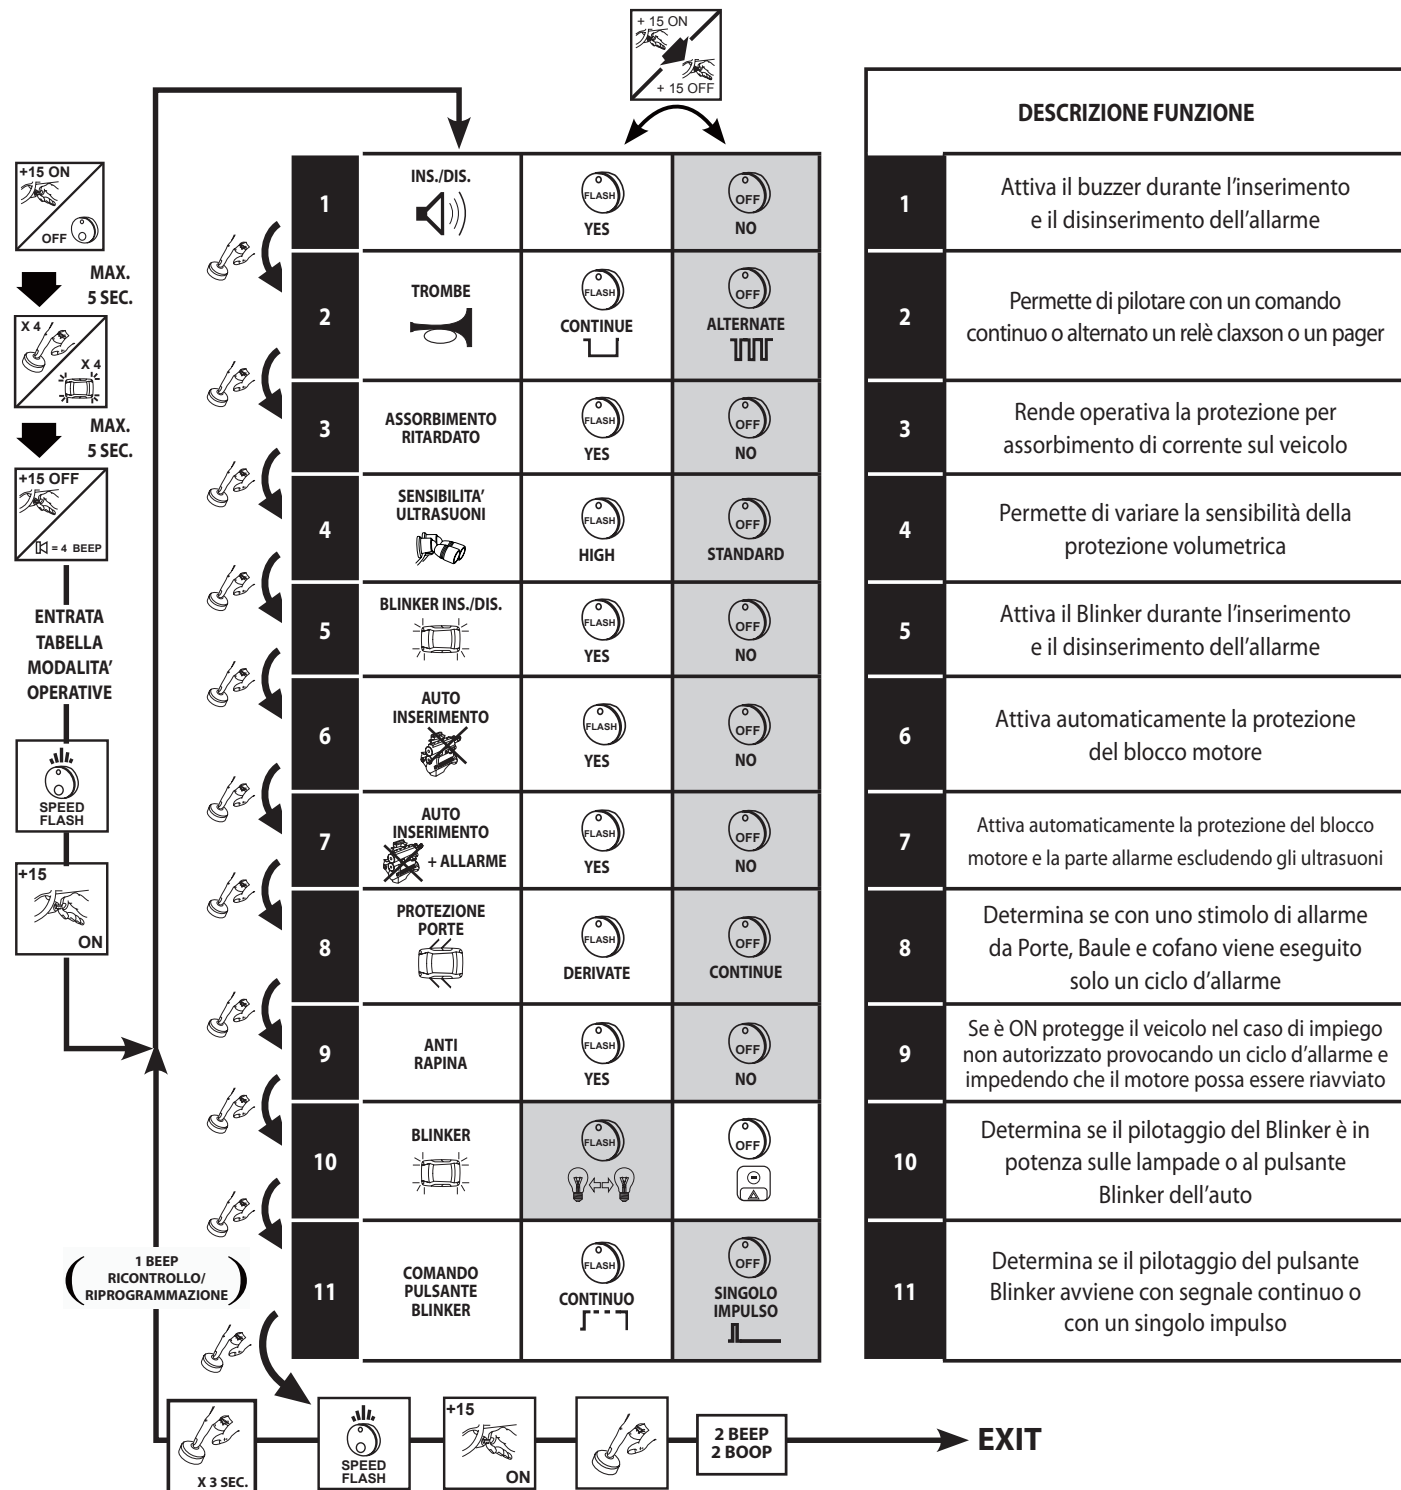 + 15 ON
+ 15 OFF
+15 ON
OFF
MAX.
5 SEC.
X 4
X 4
MAX.
5 SEC.
+15 OFF
= 4 BEEP
ENTRATA
TABELLA
MODALITA'
OPERATIVE
SPEED
FLASH
+15
ON
1
INS./DIS.
FLASH
YES
OFF
NO
2
TROMBE
FLASH
CONTINUE
OFF
ALTERNATE
3
ASSORBIMENTO
RITARDATO
FLASH
YES
OFF
NO
4
SENSIBILITA'
ULTRASUONI
FLASH
HIGH
OFF
STANDARD
5
BLINKER INS./DIS.
FLASH
YES
OFF
NO
6
AUTO
INSERIMENTO
FLASH
YES
OFF
NO
7
AUTO
INSERIMENTO
+ ALLARME
FLASH
YES
OFF
NO
8
PROTEZIONE
PORTE
FLASH
DERIVATE
OFF
CONTINUE
9
ANTI
RAPINA
FLASH
YES
OFF
NO
10
BLINKER
FLASH
OFF
11
COMANDO
PULSANTE
BLINKER
FLASH
CONTINUO
OFF
SINGOLO
IMPULSO
DESCRIZIONE FUNZIONE
1
Attiva il buzzer durante l'inserimento
e il disinserimento dell'allarme
2
Permette di pilotare con un comando
continuo o alternato un relè claxson o un pager
3
Rende operativa la protezione per
assorbimento di corrente sul veicolo
4
Permette di variare la sensibilità della
protezione volumetrica
5
Attiva il Blinker durante l'inserimento
e il disinserimento dell'allarme
6
Attiva automaticamente la protezione
del blocco motore
7
Attiva automaticamente la protezione del blocco
motore e la parte allarme escludendo gli ultrasuoni
8
Determina se con uno stimolo di allarme
da Porte, Baule e cofano viene eseguito
solo un ciclo d'allarme
9
Se è ON protegge il veicolo nel caso di impiego
non autorizzato provocando un ciclo d'allarme e
impedendo che il motore possa essere riavviato
10
Determina se il pilotaggio del Blinker è in
potenza sulle lampade o al pulsante
Blinker dell'auto
11
Determina se il pilotaggio del pulsante
Blinker avviene con segnale continuo o
con un singolo impulso
1 BEEP
RICONTROLLO/
RIPROGRAMMAZIONE
X 3 SEC.
SPEED
FLASH
+15
ON
2 BEEP
2 BOOP
EXIT